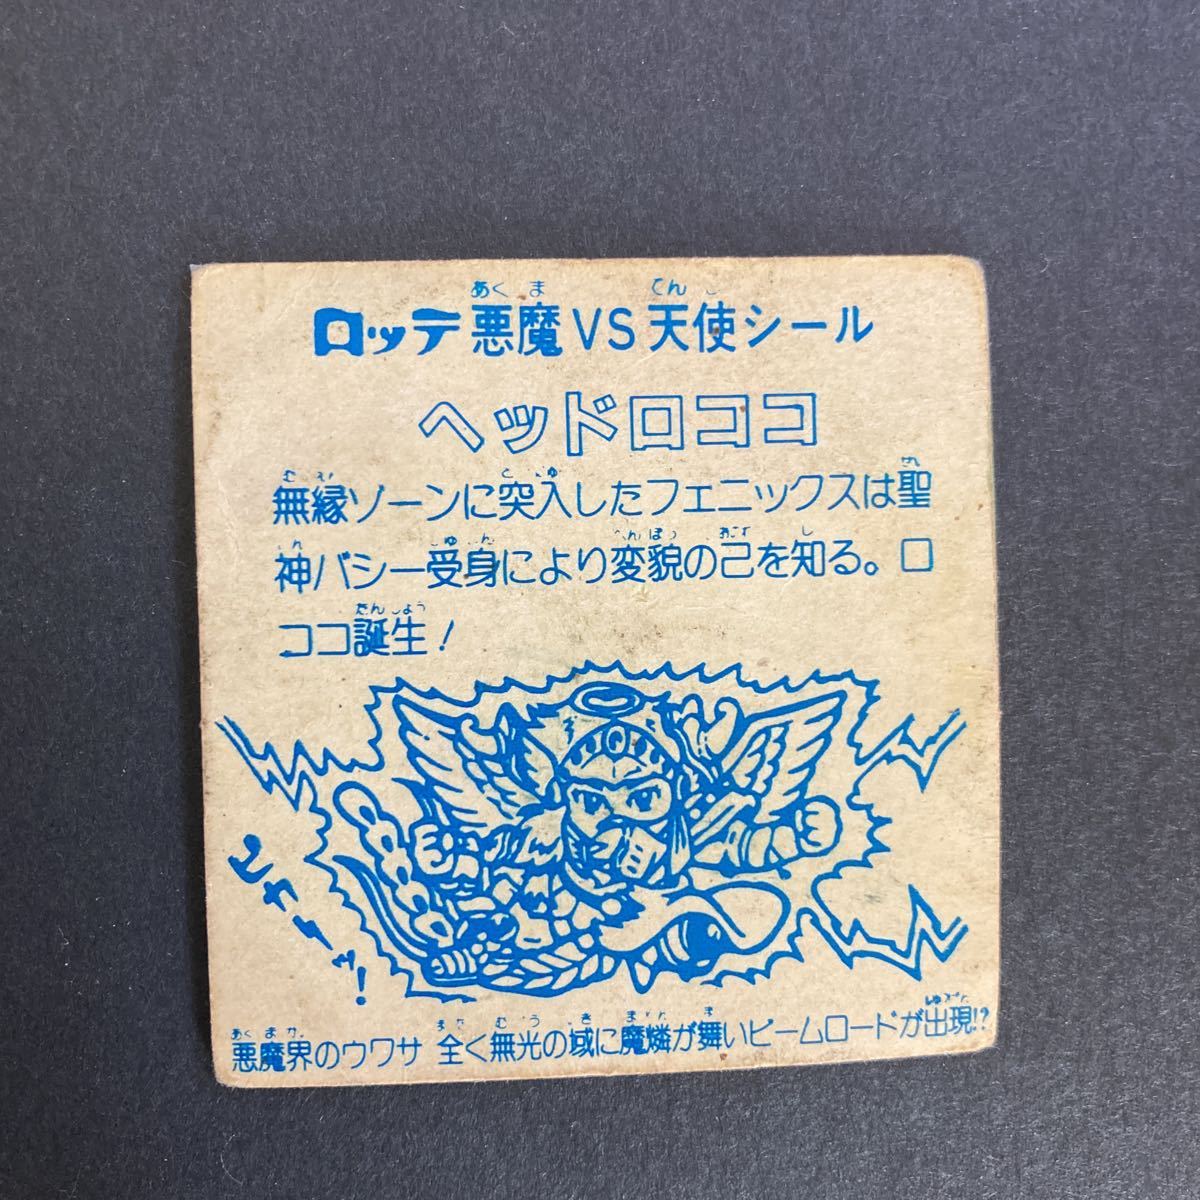 ロッテ 悪魔VS天使シール
ヘッドロココ
無縁ゾーンに突入したフェニックスは聖
神バシー受身により変貌の己を知る。ロ
ココ誕生!
ピカーーッ!
悪魔界のウワサ 全く無光の域に魔燐が舞いビームロードが出現!?